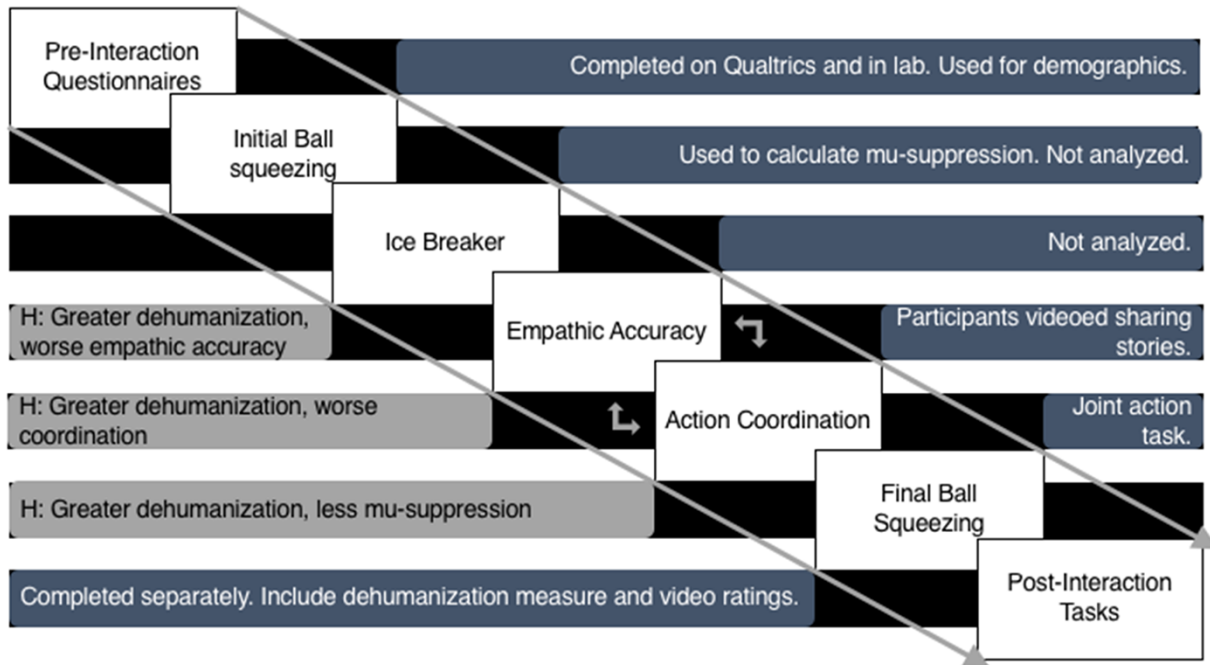 Pre-Interaction
Questionnaires
Completed on Qualtrics and in lab. Used for demographics.
Initial Ball
squeezing
Used to calculate mu-suppression. Not analyzed.
Ice Breaker
Not analyzed.
H: Greater dehumanization,
worse empathic accuracy
Empathic Accuracy
Participants videoed sharing
stories.
H: Greater dehumanization, worse
coordination
Action Coordination
Joint action
task.
H: Greater dehumanization, less mu-suppression
Final Ball
Squeezing
Completed separately. Include dehumanization measure and video ratings.
Post-Interaction
Tasks